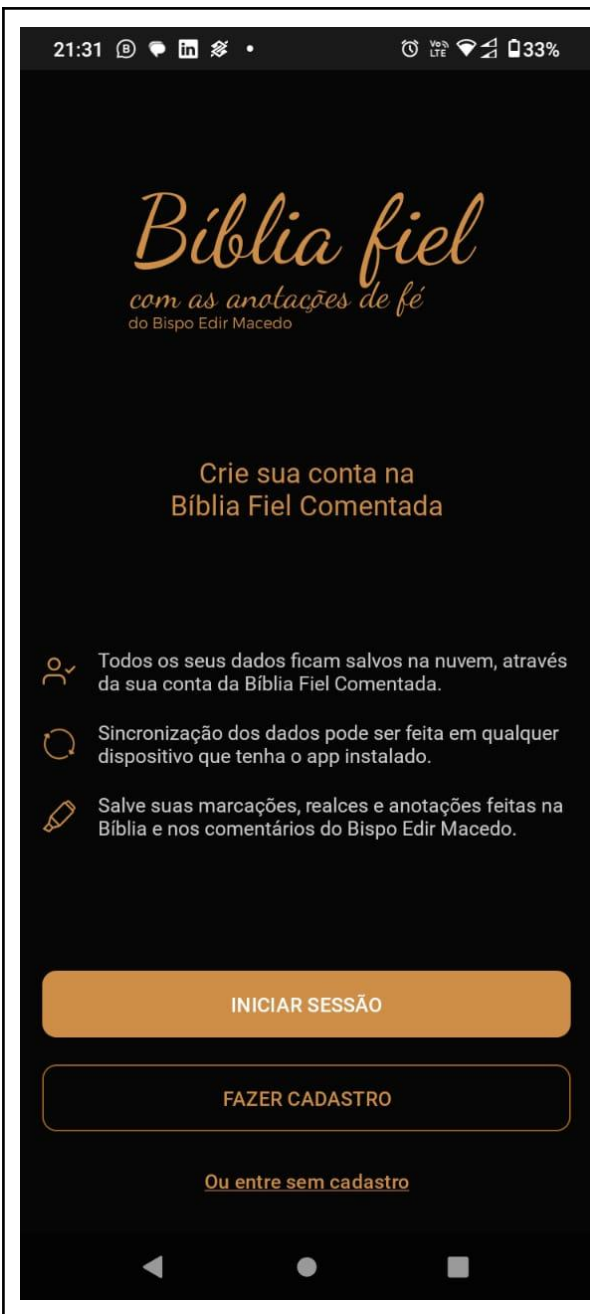 21:31
VoD LTE 33%
Bíblia fiel
com as anotações de fé
do Bispo Edir Macedo
Crie sua conta na
Bíblia Fiel Comentada
Todos os seus dados ficam salvos na nuvem, através
da sua conta da Bíblia Fiel Comentada.
Sincronização dos dados pode ser feita em qualquer
dispositivo que tenha o app instalado.
Salve suas marcações, realces e anotações feitas na
Bíblia e nos comentários do Bispo Edir Macedo.
INICIAR SESSÃO
FAZER CADASTRO
Ou entre sem cadastro